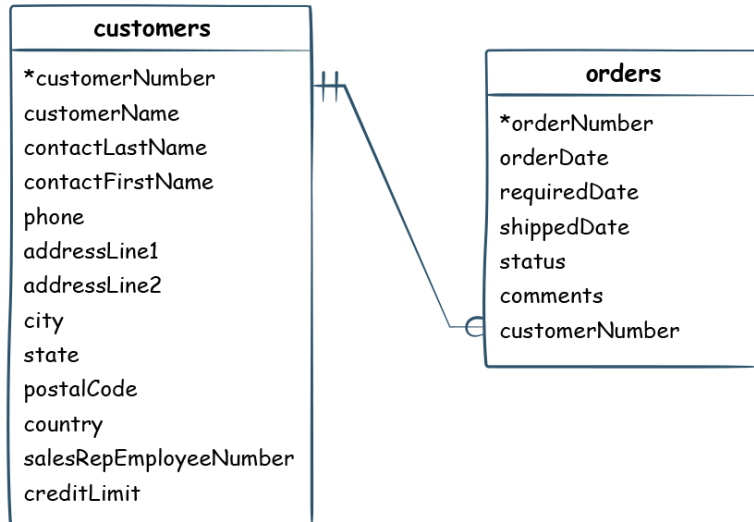 customers
*customerNumber
customerName
contactLastName
contactFirstName
phone
addressLine1
addressLine2
city
state
postalCode
country
salesRepEmployeeNumber
creditLimit
orders
*orderNumber
orderDate
requiredDate
shippedDate
status
comments
customerNumber